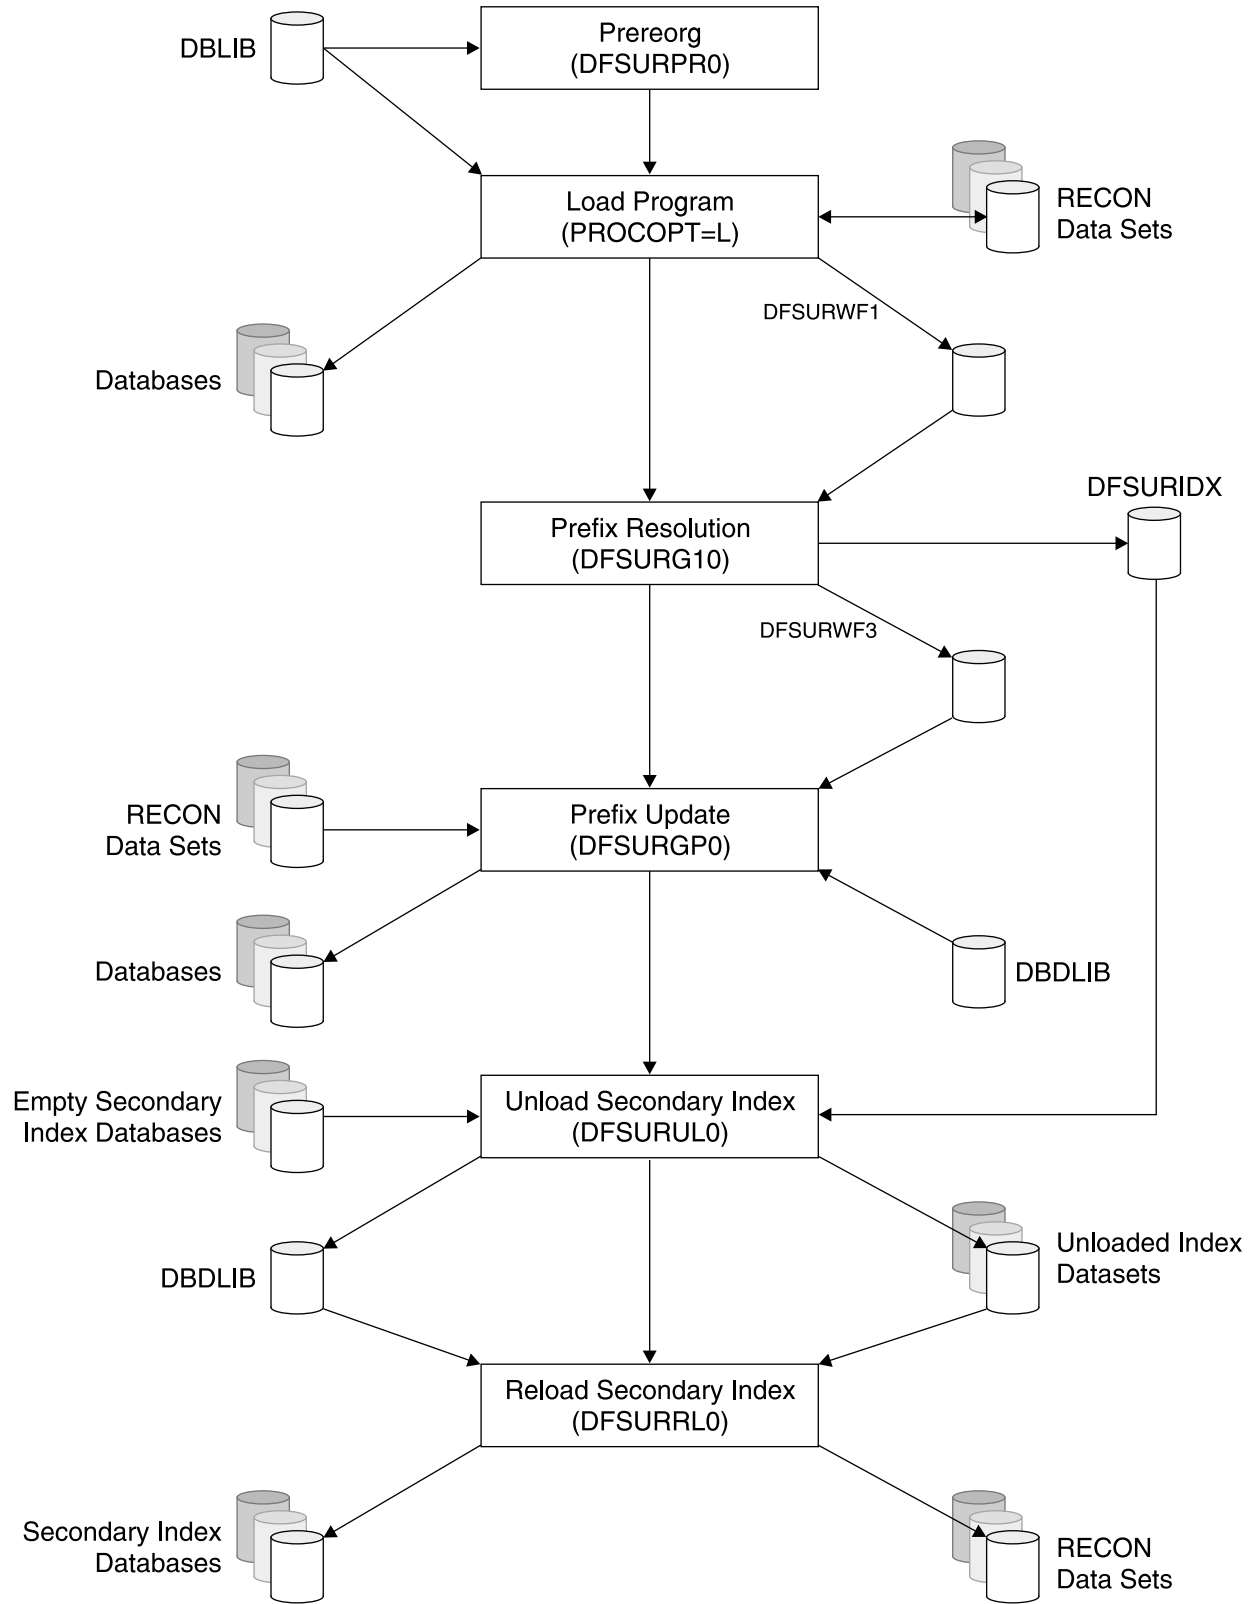 DBLIB
Prereorg
(DFSURPR0)
Load Program
(PROCOPT=L)
RECON
Data Sets
DFSURWF1
Databases
DFSURIDX
Prefix Resolution
(DFSURG10)
DFSURWF3
RECON
Data Sets
Prefix Update
(DFSURGP0)
Databases
DBDLIB
Empty Secondary
Index Databases
Unload Secondary Index
(DFSURUL0)
DBDLIB
Unloaded Index
Datasets
Reload Secondary Index
(DFSURRL0)
Secondary Index
Databases
RECON
Data Sets